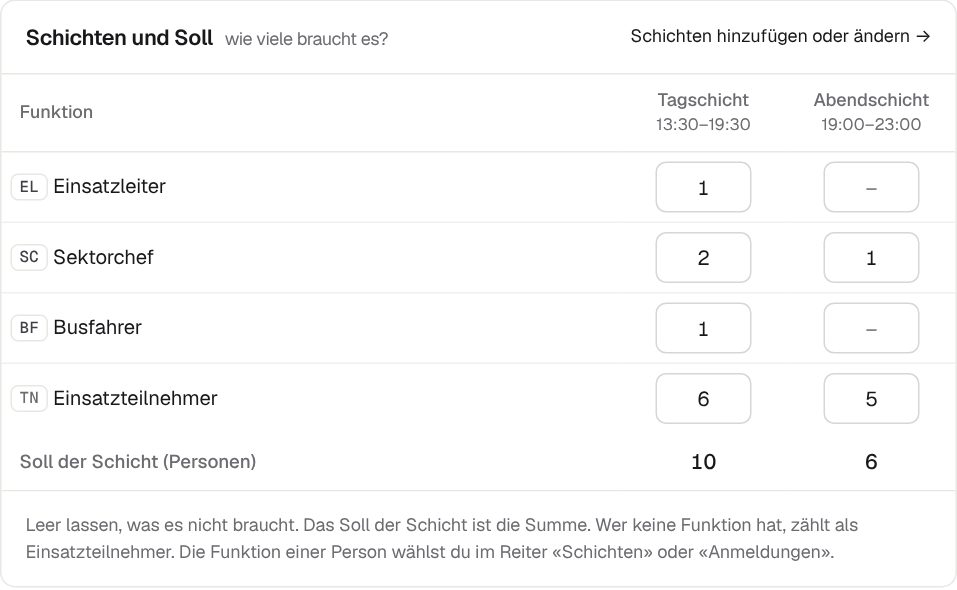 Schichten und Soll wie viele braucht es? Schichten hinzufügen oder ändern →
Funktion Tagschicht 13:30–19:30 Abendschicht 19:00–23:00
EL Einsatzleiter 1 –
SC Sektorchef 2 1
BF Busfahrer 1 –
TN Einsatzteilnehmer 6 5
Soll der Schicht (Personen) 10 6
Leer lassen, was es nicht braucht. Das Soll der Schicht ist die Summe. Wer keine Funktion hat, zählt als
Einsatzteilnehmer. Die Funktion einer Person wählst du im Reiter «Schichten» oder «Anmeldungen».